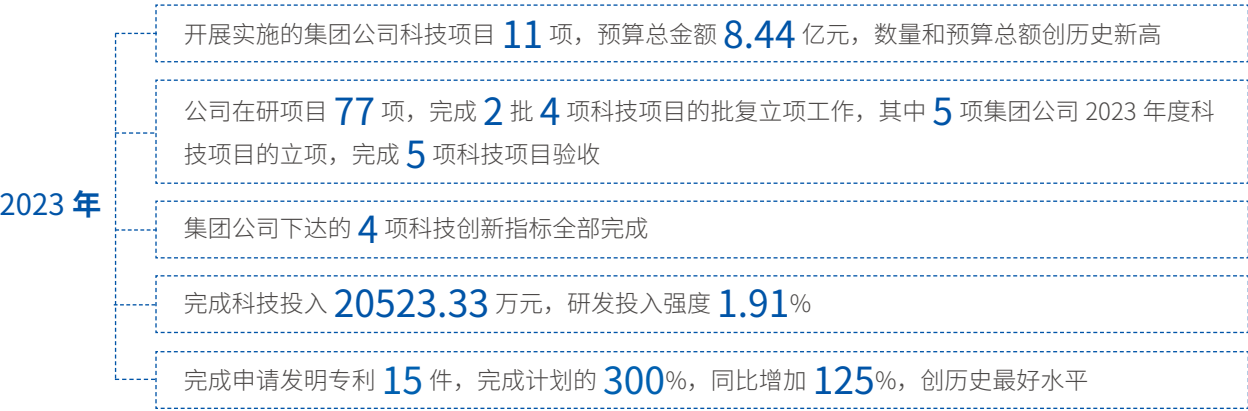 开展实施的集团公司科技项目 11 项，预算总金额 8.44 亿元，数量和预算总额创历史新高
公司在研项目 77 项，完成 2 批 4 项科技项目的批复立项工作，其中 5 项集团公司 2023 年度科
技项目的立项，完成 5 项科技项目验收
2023 年
集团公司下达的 4 项科技创新指标全部完成
完成科技投入 20523.33 万元，研发投入强度 1.91%
完成申请发明专利 15 件，完成计划的 300%，同比增加 125%，创历史最好水平